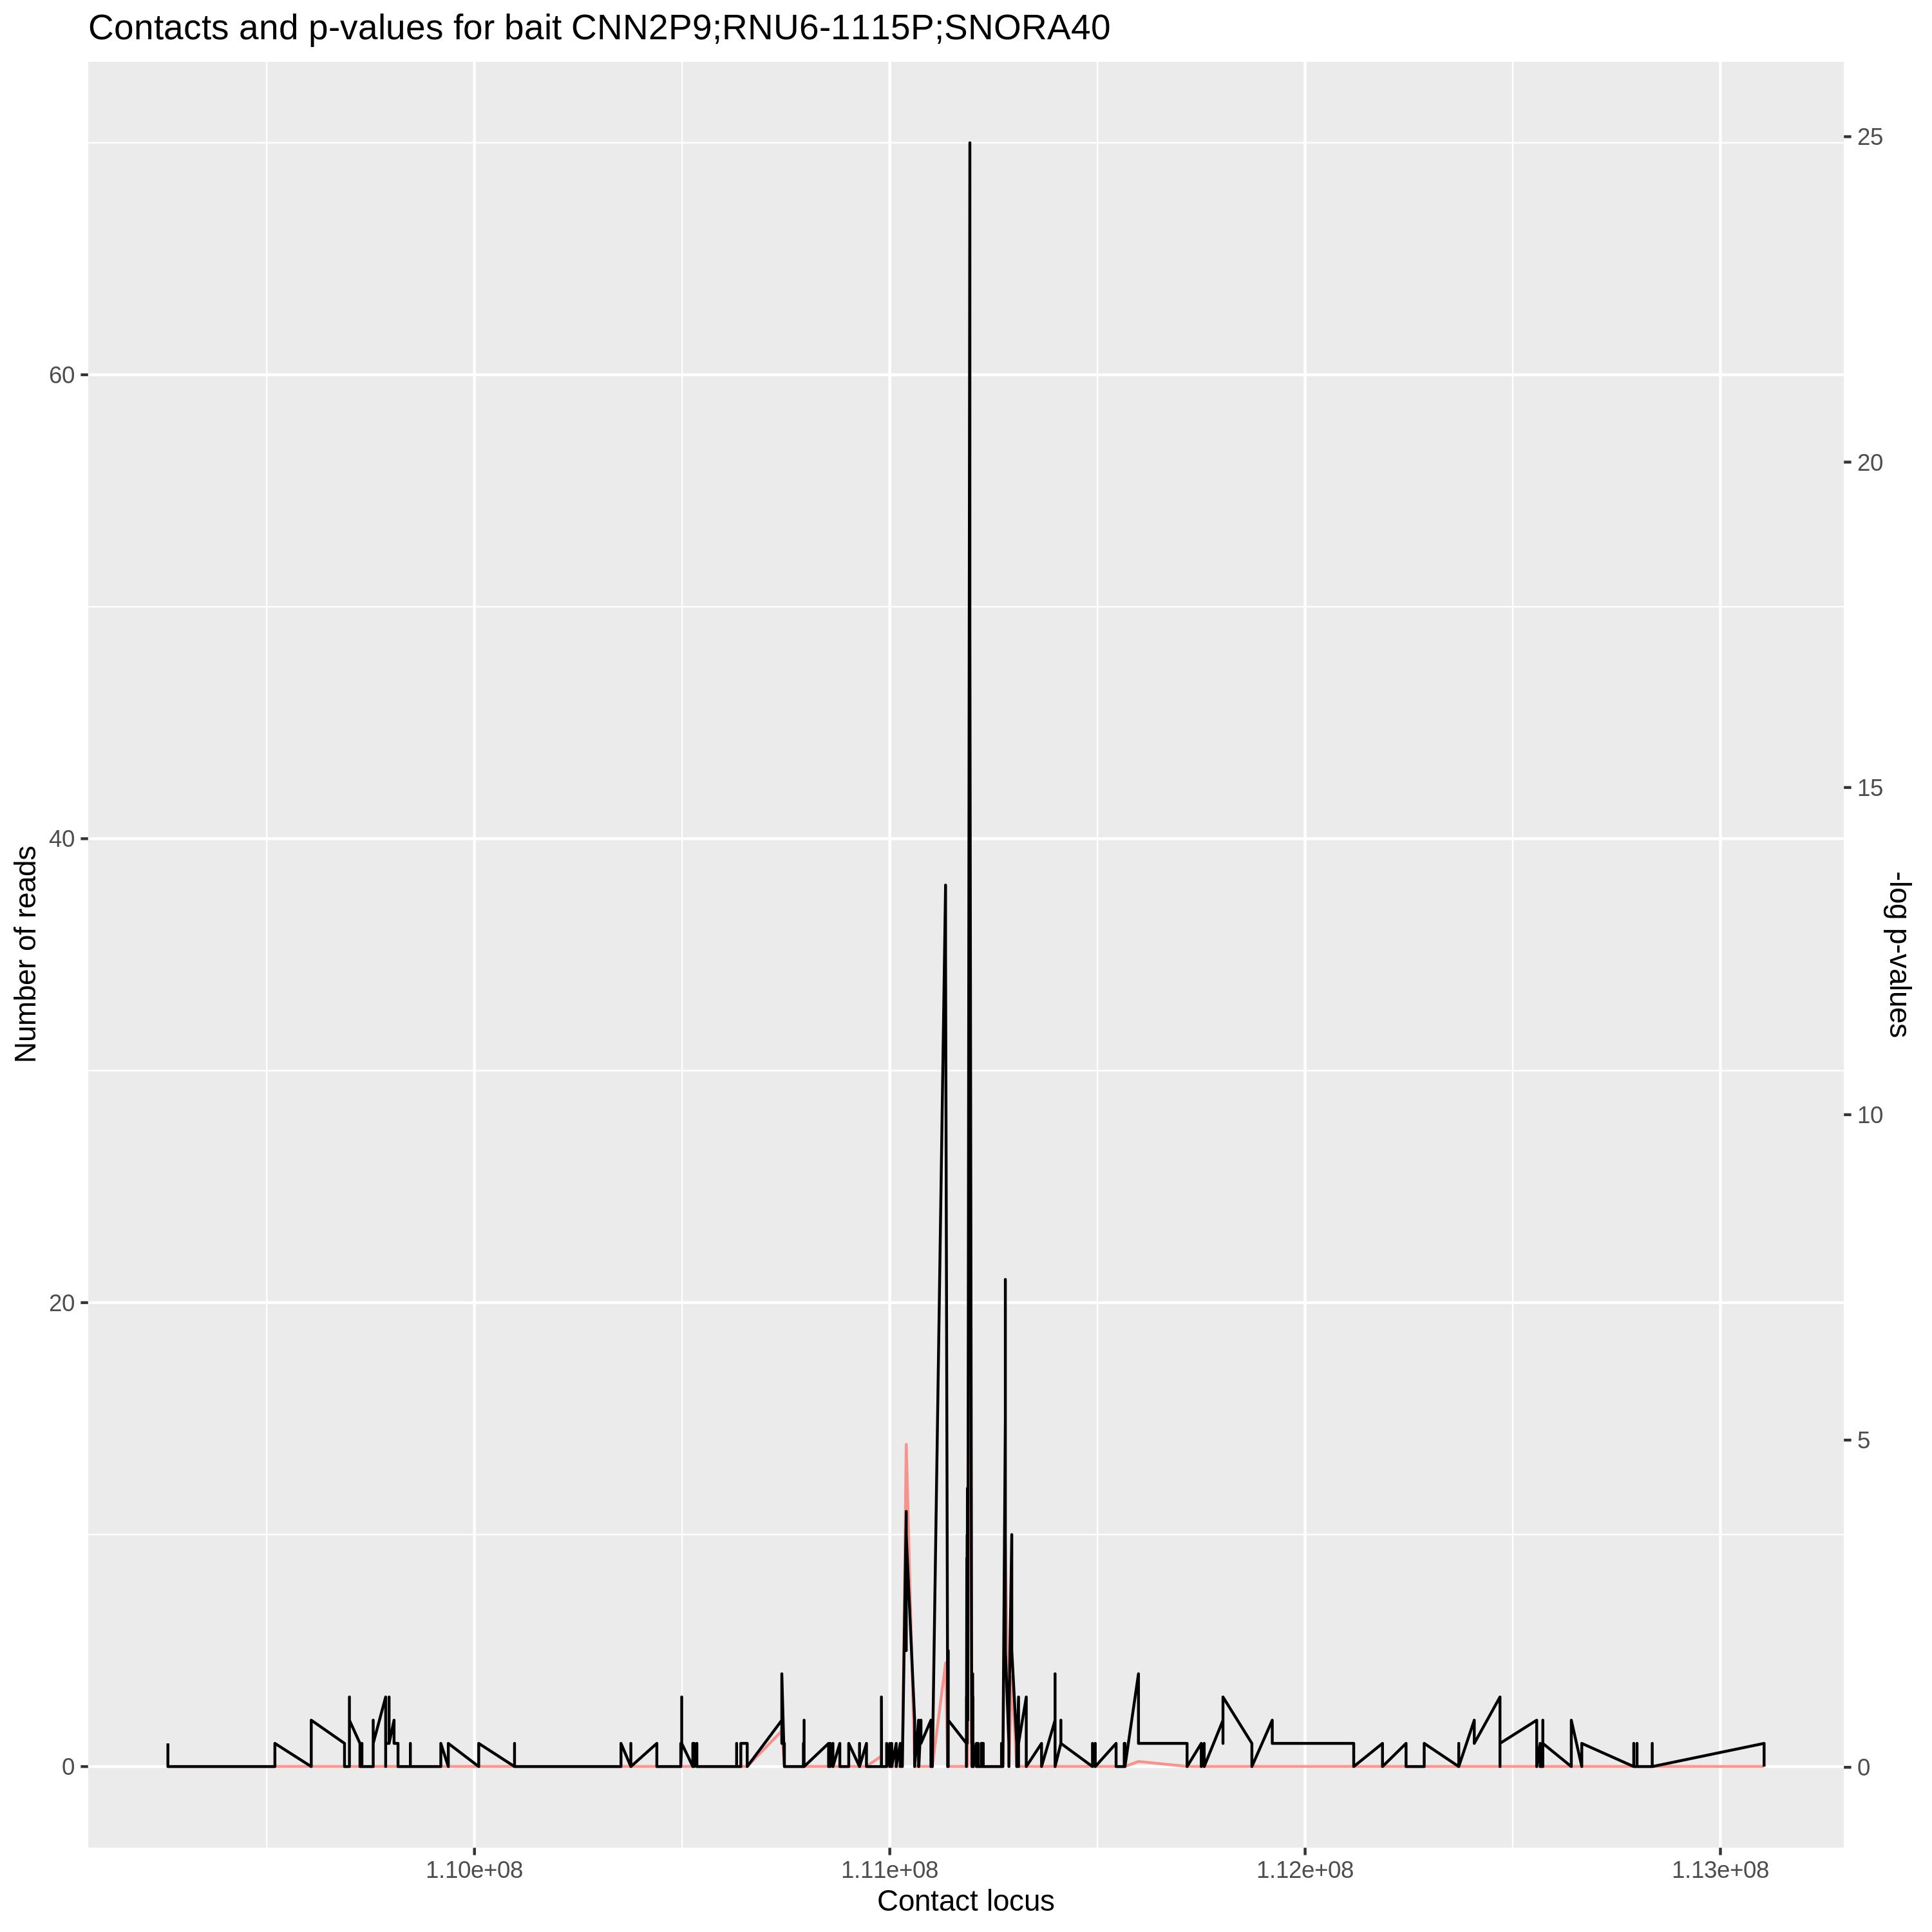 Contacts and p-values for bait CNN2P9;RNU6-1115P;SNORA40
Number of reads
60
40
20
0
25
20
15
10
5
0
-log p-values
1.10e+08
1.11e+08
1.12e+08
1.13e+08
Contact locus